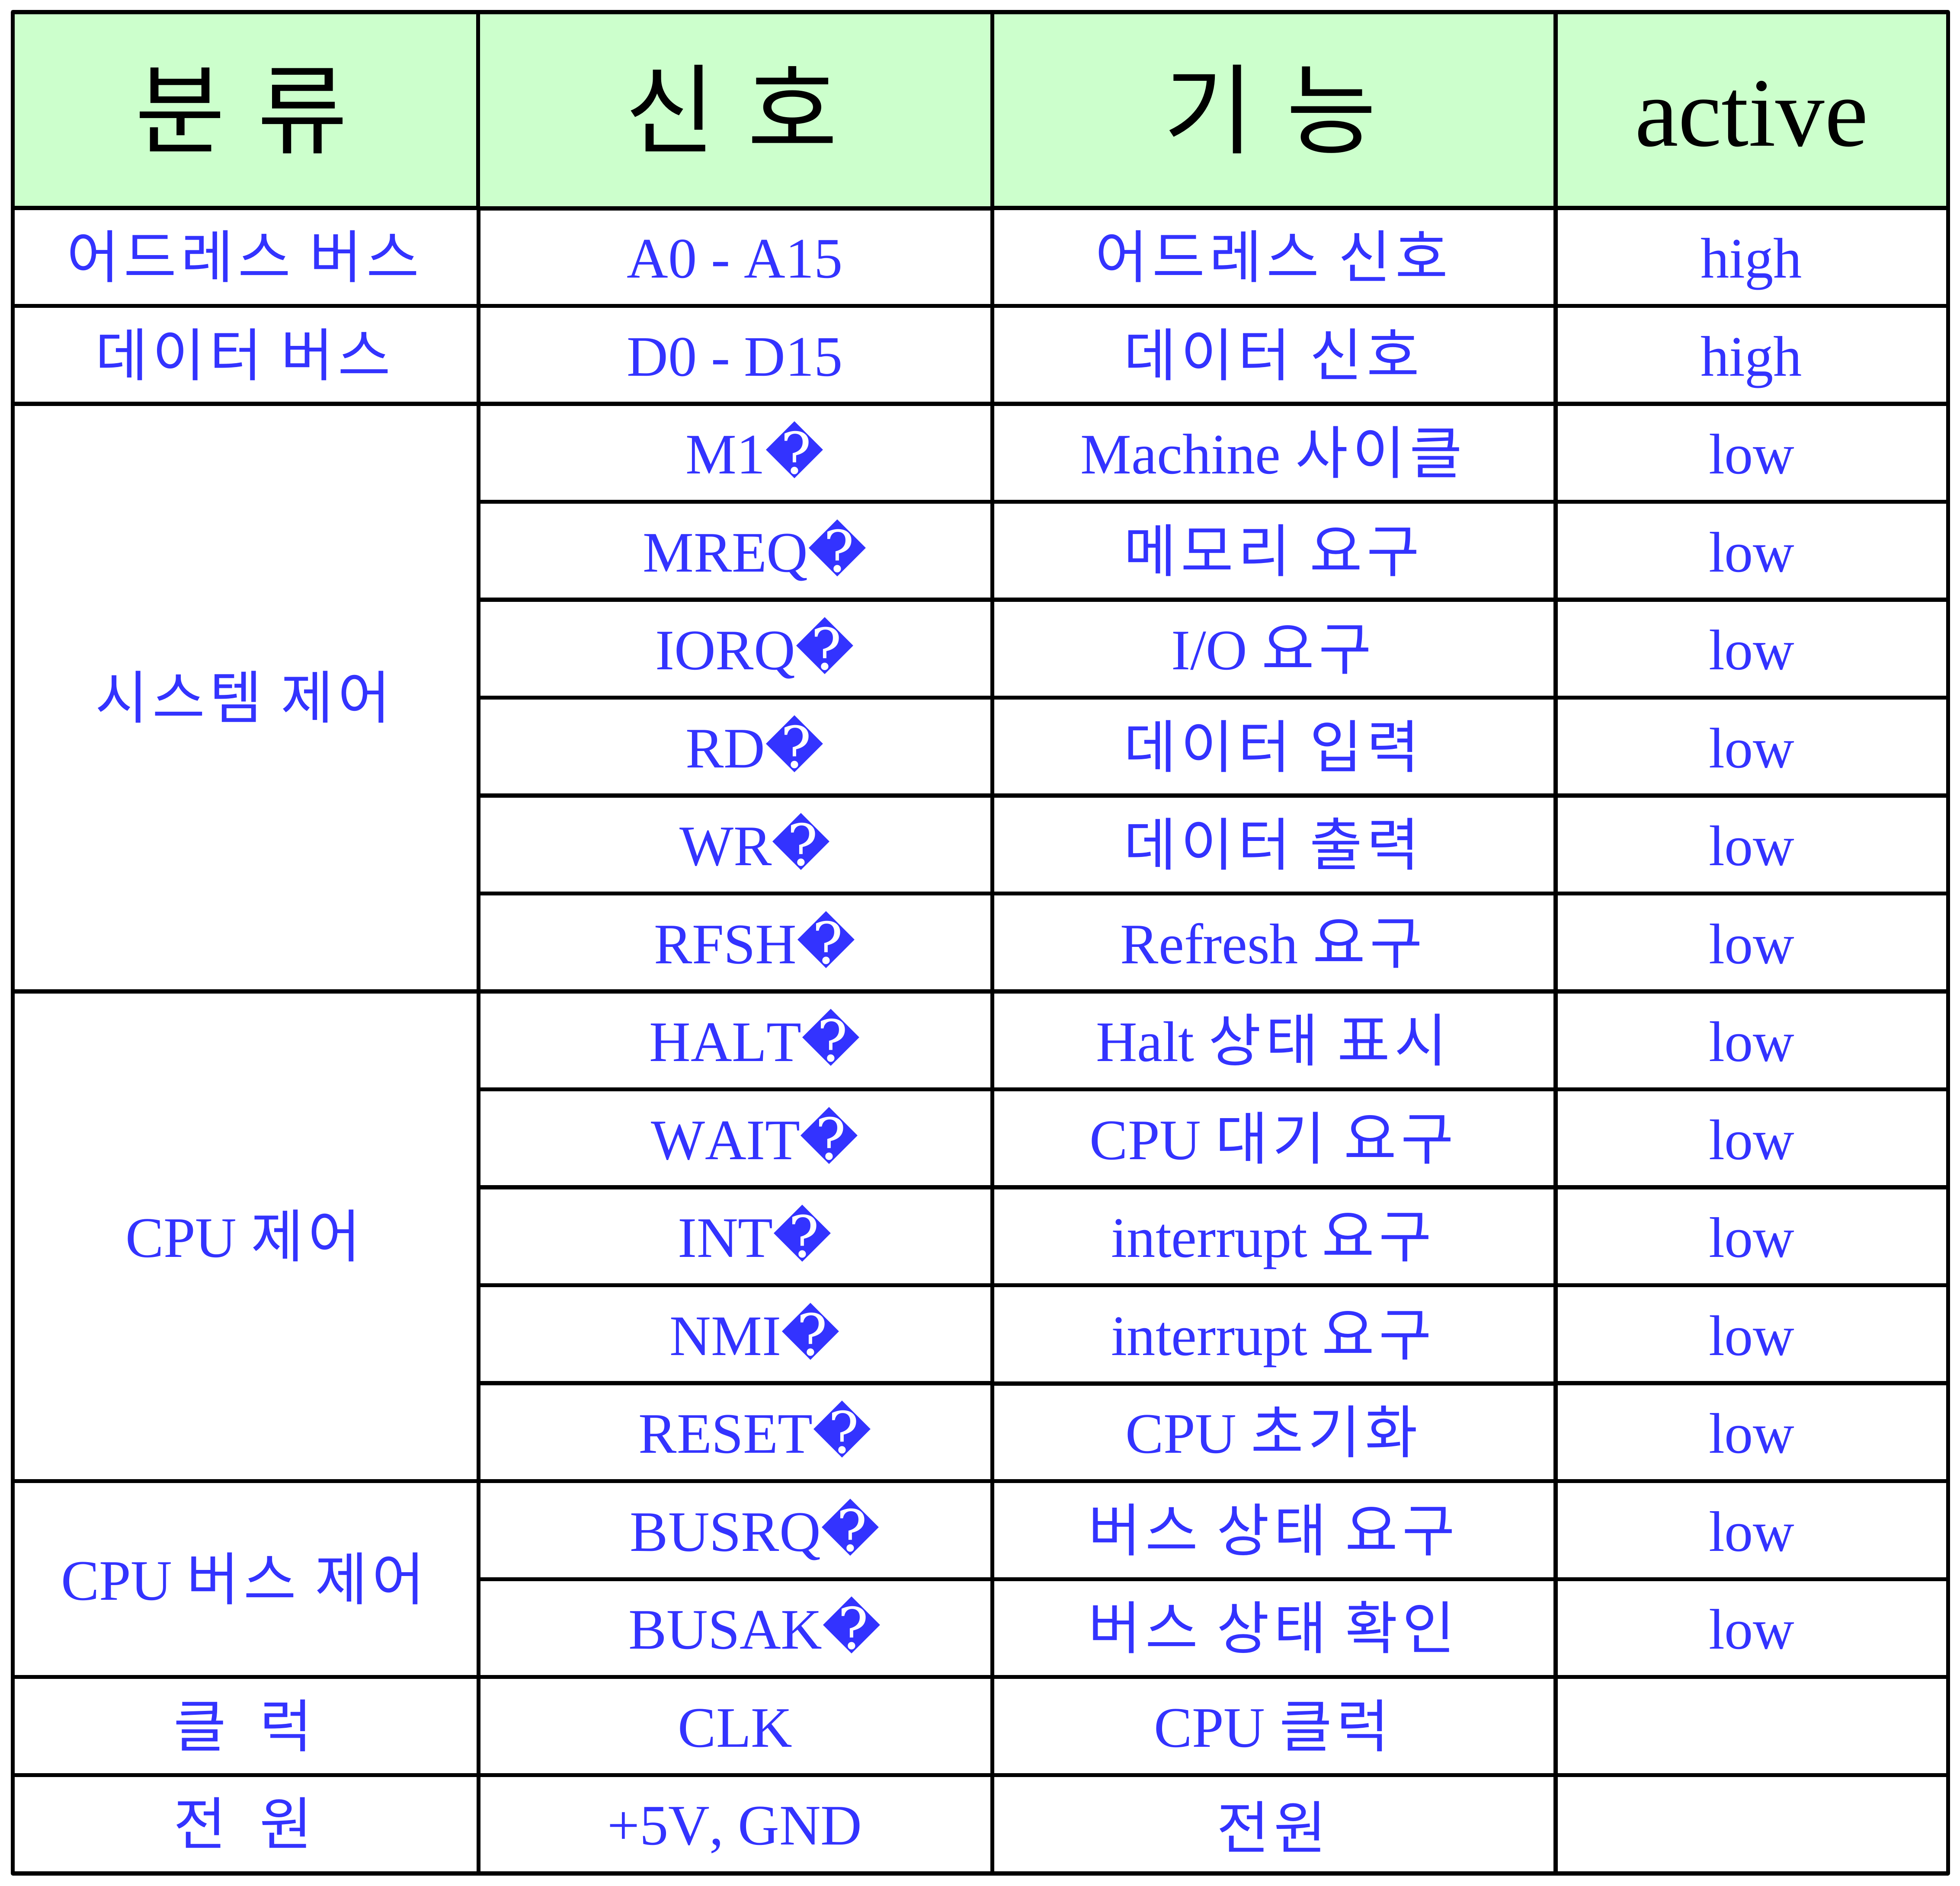 분 류 신 호 기 능 active
어드레스 버스 A0 - A15 어드레스 신호 high
데이터 버스 D0 - D15 데이터 신호 high
시스템 제어 M1� Machine 사이클 low
MREQ� 메모리 요구 low
IORQ� I/O 요구 low
RD� 데이터 입력 low
WR� 데이터 출력 low
RFSH� Refresh 요구 low
CPU 제어 HALT� Halt 상태 표시 low
WAIT� CPU 대기 요구 low
INT� interrupt 요구 low
NMI� interrupt 요구 low
RESET� CPU 초기화 low
CPU 버스 제어 BUSRQ� 버스 상태 요구 low
BUSAK� 버스 상태 확인 low
클 럭 CLK CPU 클럭
전 원 +5V, GND 전원